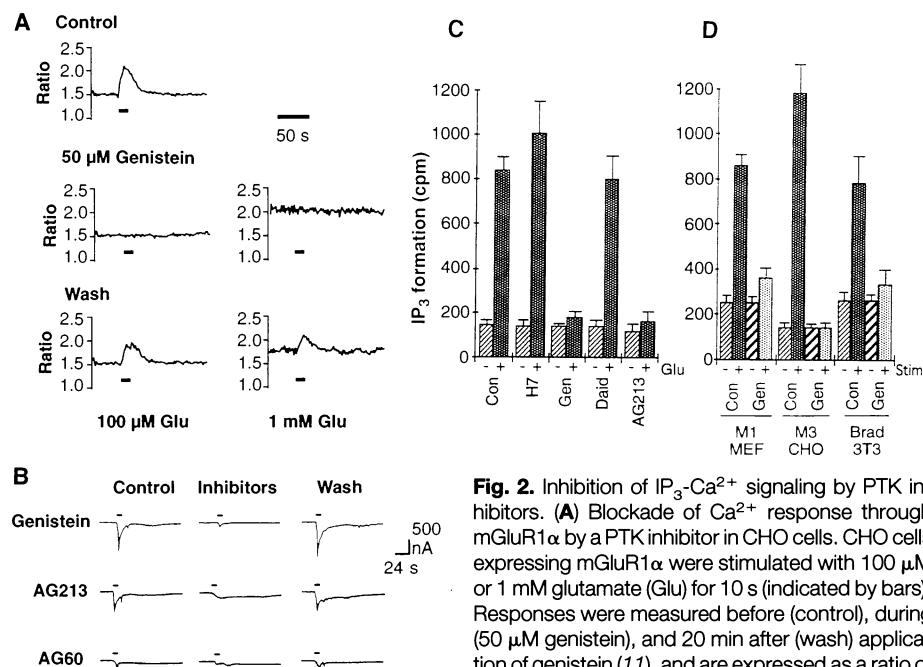 A
Control
2.5
2.0
1.5
1.0
Ratio
50 s
50 µM Genistein
2.5
2.0
1.5
1.0
Ratio
2.5
2.0
1.5
1.0
Wash
2.5
2.0
1.5
1.0
Ratio
2.5
2.0
1.5
1.0
100 µM Glu
1 mM Glu
B
Control Inhibitors Wash
Genistein
500
nA
24 s
AG213
AG60
C
1200
1000
800
600
400
200
0
IP3 formation (cpm)
- + - + - + - + - + Glu
Con
H7
Gen
Daid
AG213
D
1200
1000
800
600
400
200
0
- + - + - + - + - + - + Stim
Con Gen Con Gen Con Gen
M1 M3 Brad
MEF CHO 3T3
Fig. 2. Inhibition of IP3-Ca2+ signaling by PTK in-
hibitors. (A) Blockade of Ca2+ response through
mGluR1α by a PTK inhibitor in CHO cells. CHO cells
expressing mGluR1α were stimulated with 100 µM
or 1 mM glutamate (Glu) for 10 s (indicated by bars)
Responses were measured before (control), during
(50 µM genistein), and 20 min after (wash) applica-
tion of genistein (11), and are expressed as a ratio o